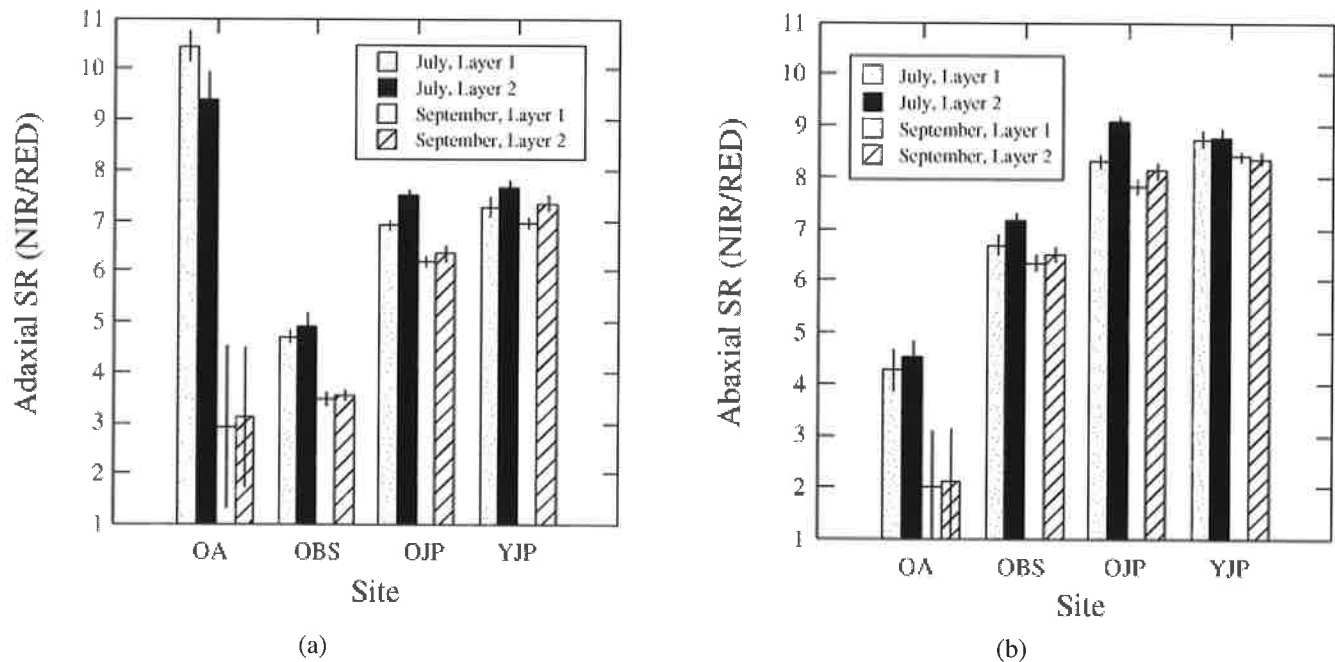 Adaxial SR (NIR/RED)
11
10
9
8
7
6
5
4
3
2
1
July, Layer 1
July, Layer 2
September, Layer 1
September, Layer 2
OA OBS OJP YJP
Site
(a)
Abaxial SR (NIR/RED)
11
10
9
8
7
6
5
4
3
2
1
July, Layer 1
July, Layer 2
September, Layer 1
September, Layer 2
OA OBS OJP YJP
Site
(b)